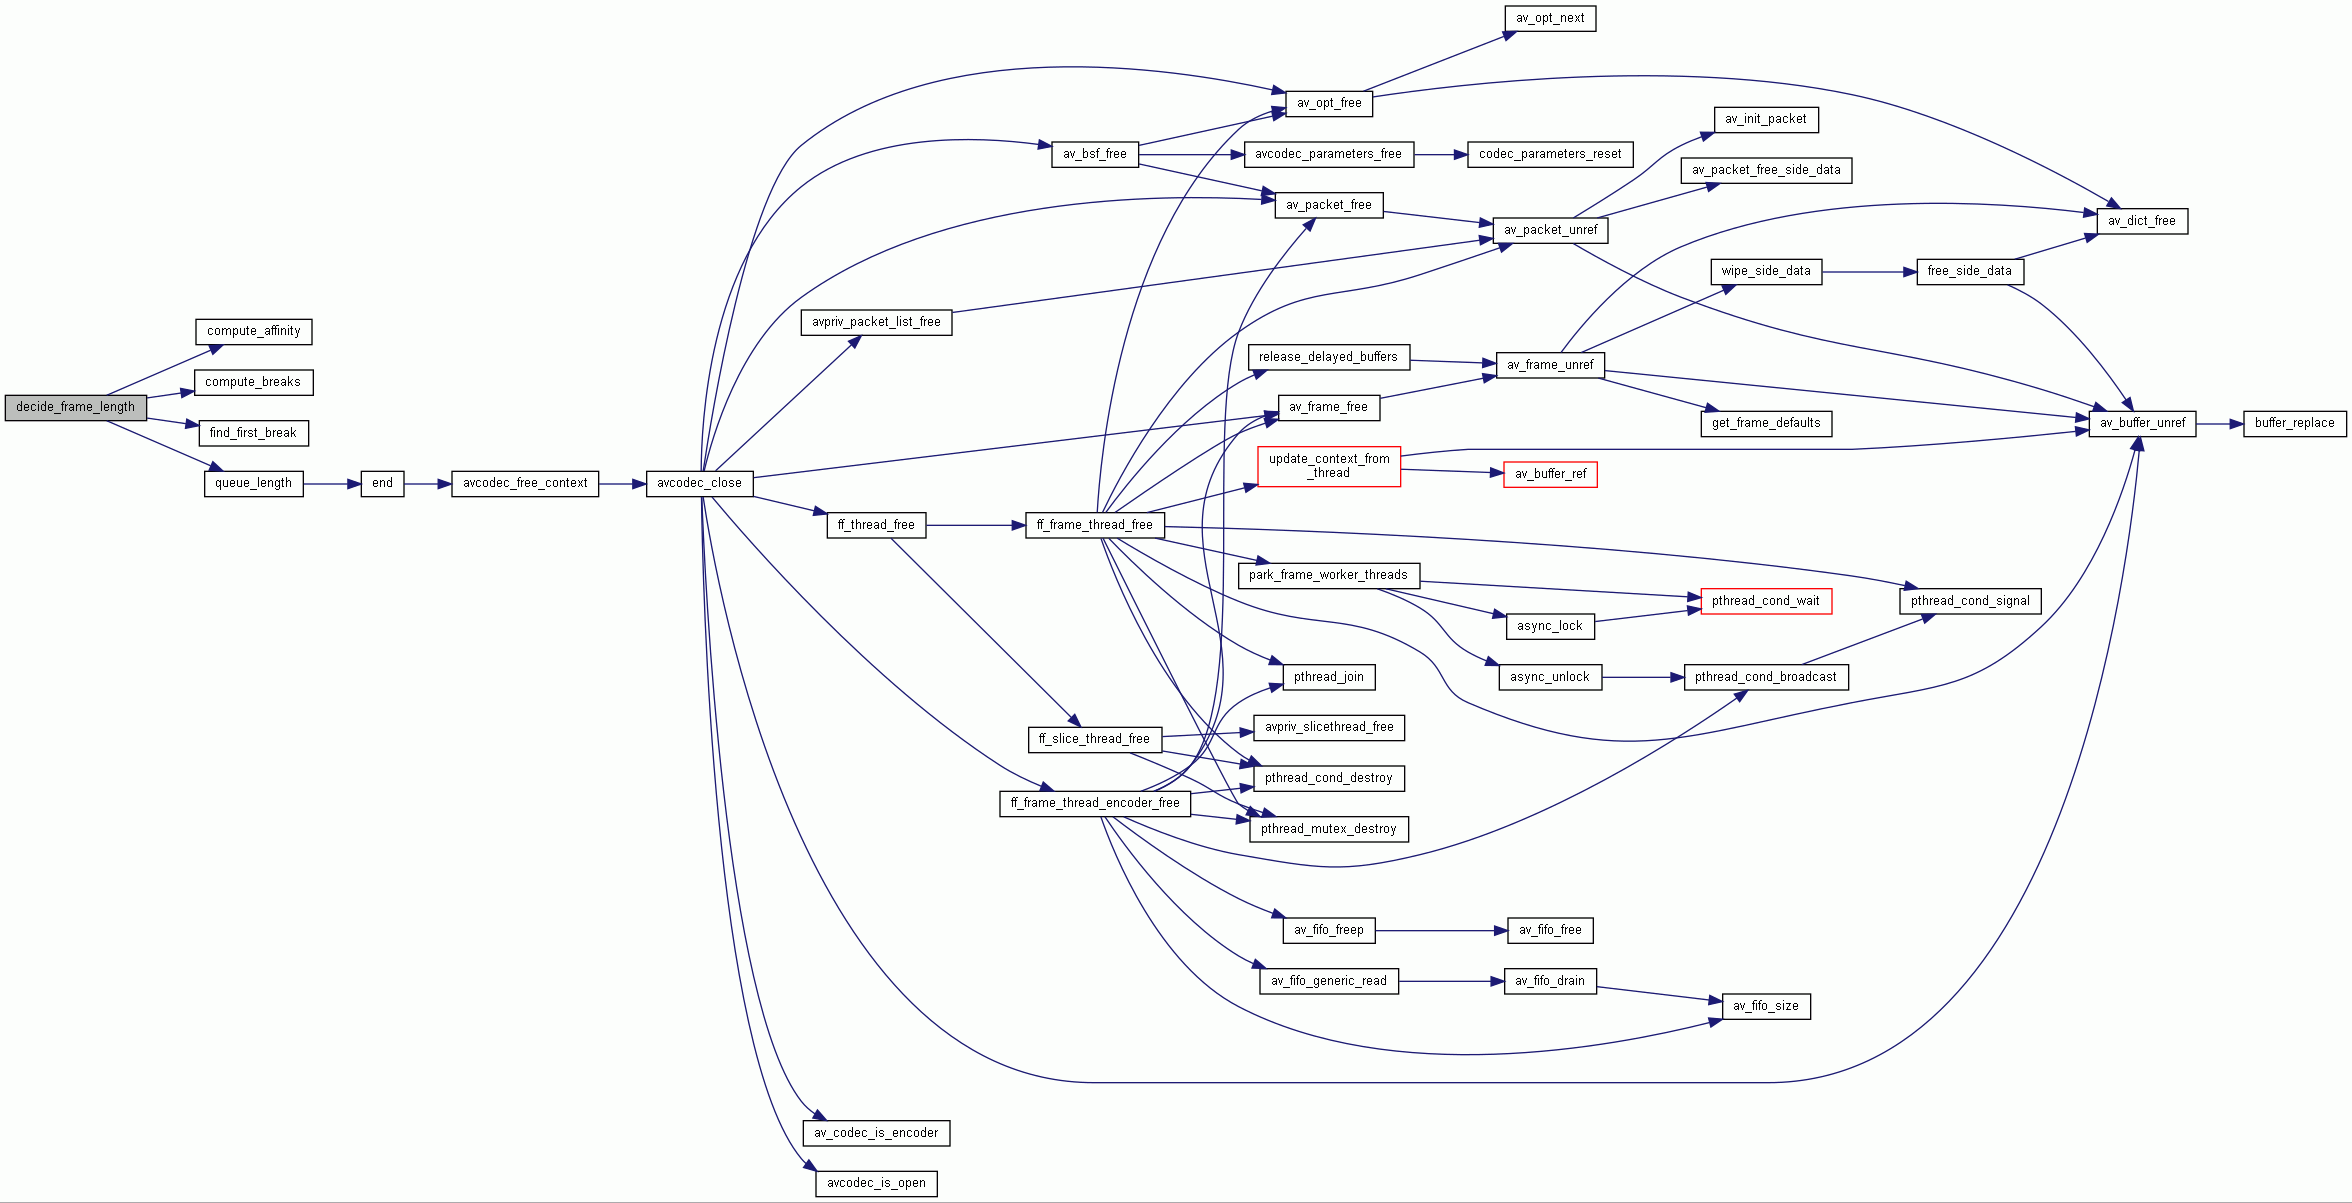 decide_frame_length
compute_affinity
compute_breaks
find_first_break
queue_length
end
avcodec_free_context
avcodec_close
avpriv_packet_list_free
ff_thread_free
av_codec_is_encoder
avcodec_is_open
av_bsf_free
ff_frame_thread_free
ff_slice_thread_free
ff_frame_thread_encoder_free
av_opt_free
avcodec_parameters_free
av_packet_free
release_delayed_buffers
av_frame_free
update_context_from
_thread
park_frame_worker_threads
pthread_join
avpriv_slicethread_free
pthread_cond_destroy
pthread_mutex_destroy
av_fifo_freep
av_fifo_generic_read
av_opt_next
codec_parameters_reset
av_packet_unref
av_frame_unref
av_buffer_ref
async_lock
async_unlock
av_fifo_free
av_fifo_drain
av_init_packet
av_packet_free_side_data
wipe_side_data
get_frame_defaults
pthread_cond_wait
pthread_cond_broadcast
av_fifo_size
free_side_data
pthread_cond_signal
av_dict_free
av_buffer_unref
buffer_replace